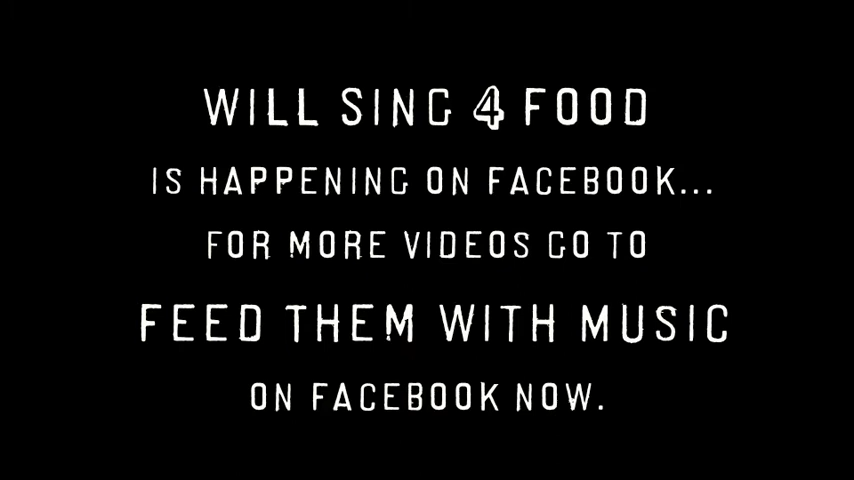 WILL SING 4 FOOD
IS HAPPENING ON FACEBOOK...
FOR MORE VIDEOS GO TO
FEED THEM WITH MUSIC
ON FACEBOOK NOW.